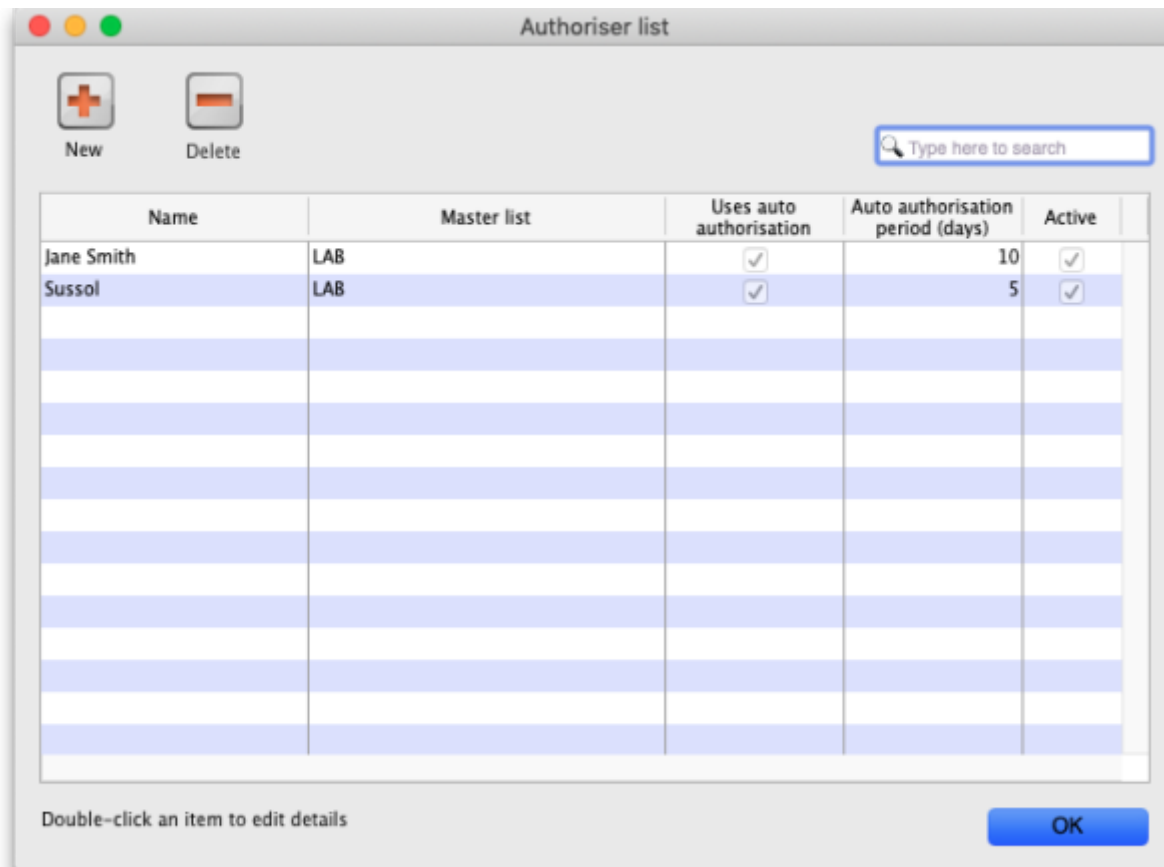 Authoriser list
New Delete
Type here to search
Name Master list Uses auto authorisation Auto authorisation period (days) Active
Jane Smith LAB 10
Sussol LAB 5
Double-click an item to edit details
OK